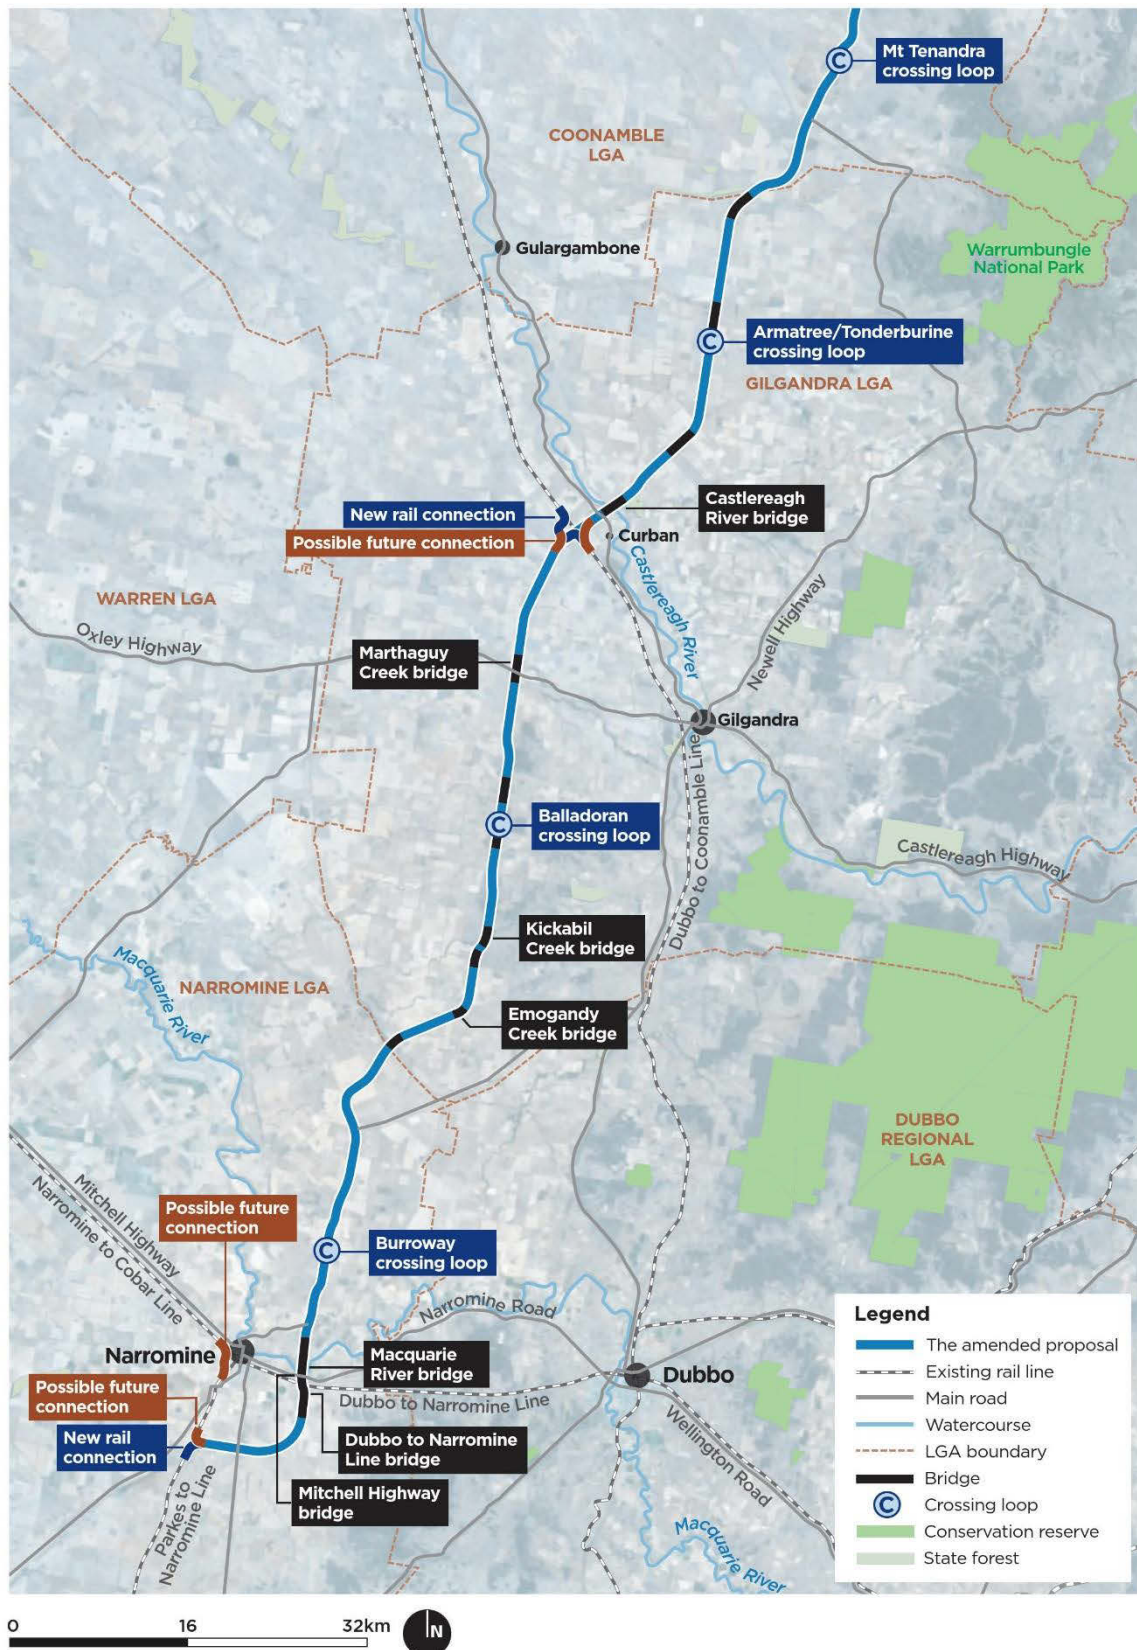 Mt Tenandra
crossing loop
COONAMBLE
LGA
Gulargambone
Warrumbungle
National Park
Armatree/Tonderburine
crossing loop
GILGANDRA LGA
New rail connection
Possible future connection
Castlereagh
River bridge
Curban
Castlereagh River
WARREN LGA
Oxley Highway
Newell Highway
Marthaguy
Creek bridge
Gilgandra
Dubbo to Coonamble Line
Balladoran
crossing loop
Castlereagh Highway
Kickabil
Creek bridge
Macquarie River
NARROMINE LGA
Emogandy
Creek bridge
DUBBO
REGIONAL
LGA
Mitchell Highway
Narromine to Cobar Line
Possible future
connection
Burroway
crossing loop
Narromine Road
Narromine
Macquarie
River bridge
Dubbo
Possible future
connection
Dubbo to Narromine Line
New rail
connection
Dubbo to Narromine
Line bridge
Wellington Road
Mitchell Highway
bridge
Parkes to
Narromine Line
Macquarie River
Legend
The amended proposal
Existing rail line
Main road
Watercourse
LGA boundary
Bridge
C
Crossing loop
Conservation reserve
State forest
C
C
C
C
0
16
32km
N